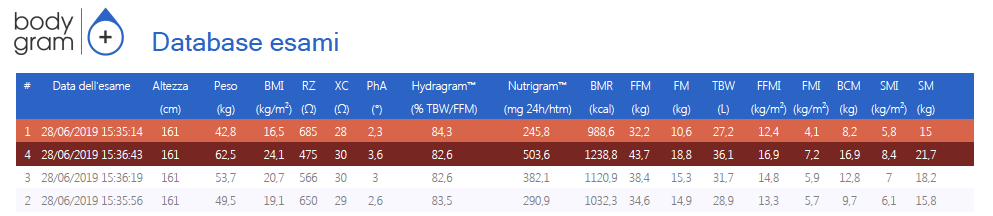 body
gram
Database esami
# Data dell'esame Altezza Peso BMI RZ XC PhA Hydragram™ Nutrigram™ BMR FFM FM TBW FFMI FMI BCM SMI SM
(cm) (kg) (kg/m²) (Ω) (Ω) (°) (% TBW/FFM) (mg 24h/htm) (kcal) (kg) (kg) (L) (kg/m²) (kg/m²) (kg) (kg/m²) (kg)
1 28/06/2019 15:35:14 161 42,8 16,5 685 28 2,3 84,3 245,8 988,6 32,2 10,6 27,2 12,4 4,1 8,2 5,8 15
4 28/06/2019 15:36:43 161 62,5 24,1 475 30 3,6 82,6 503,6 1238,8 43,7 18,8 36,1 16,9 7,2 16,9 8,4 21,7
3 28/06/2019 15:36:19 161 53,7 20,7 566 30 3 82,6 382,1 1120,9 38,4 15,3 31,7 14,8 5,9 12,8 7 18,2
2 28/06/2019 15:35:56 161 49,5 19,1 650 29 2,6 83,5 290,9 1032,3 34,6 14,9 28,9 13,3 5,7 9,7 6,1 15,8